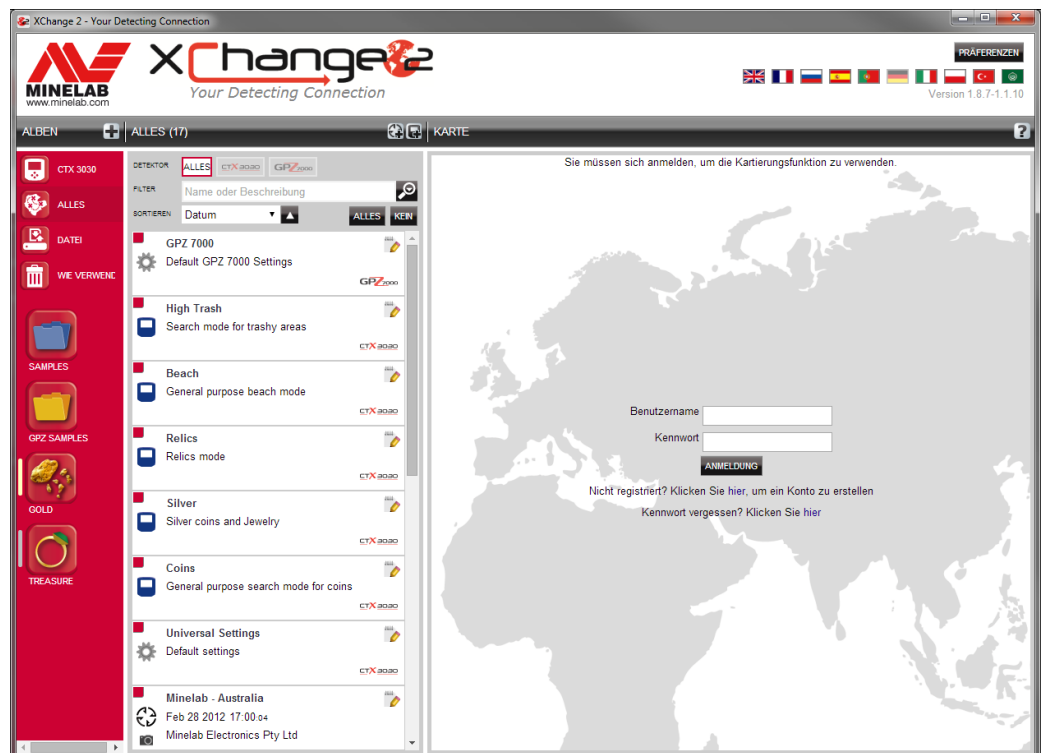 XChange 2 - Your Detecting Connection
MINELAB
www.minelab.com
XChange 2
Your Detecting Connection
PRÄFERENZEN
Version 1.8.7-1.1.10
ALBEN
ALLES (17)
KARTE
?
CTX 3030
ALLES
DATEI
WIE VERWEND
SAMPLES
GPZ SAMPLES
GOLD
TREASURE
DETEKTOR ALLES CTX 3030 GPZ 7000
FILTER Name oder Beschreibung
SORTIEREN Datum ALLES KEIN
GPZ 7000
Default GPZ 7000 Settings
GPZ 7000
High Trash
Search mode for trashy areas
CTX 3030
Beach
General purpose beach mode
CTX 3030
Relics
Relics mode
CTX 3030
Silver
Silver coins and Jewelry
CTX 3030
Coins
General purpose search mode for coins
CTX 3030
Universal Settings
Default settings
CTX 3030
Minelab - Australia
Feb 28 2012 17:00:04
Minelab Electronics Pty Ltd
Sie müssen sich anmelden, um die Kartierungsfunktion zu verwenden.
Benutzername
Kennwort
ANMELDUNG
Nicht registriert? Klicken Sie hier, um ein Konto zu erstellen
Kennwort vergessen? Klicken Sie hier